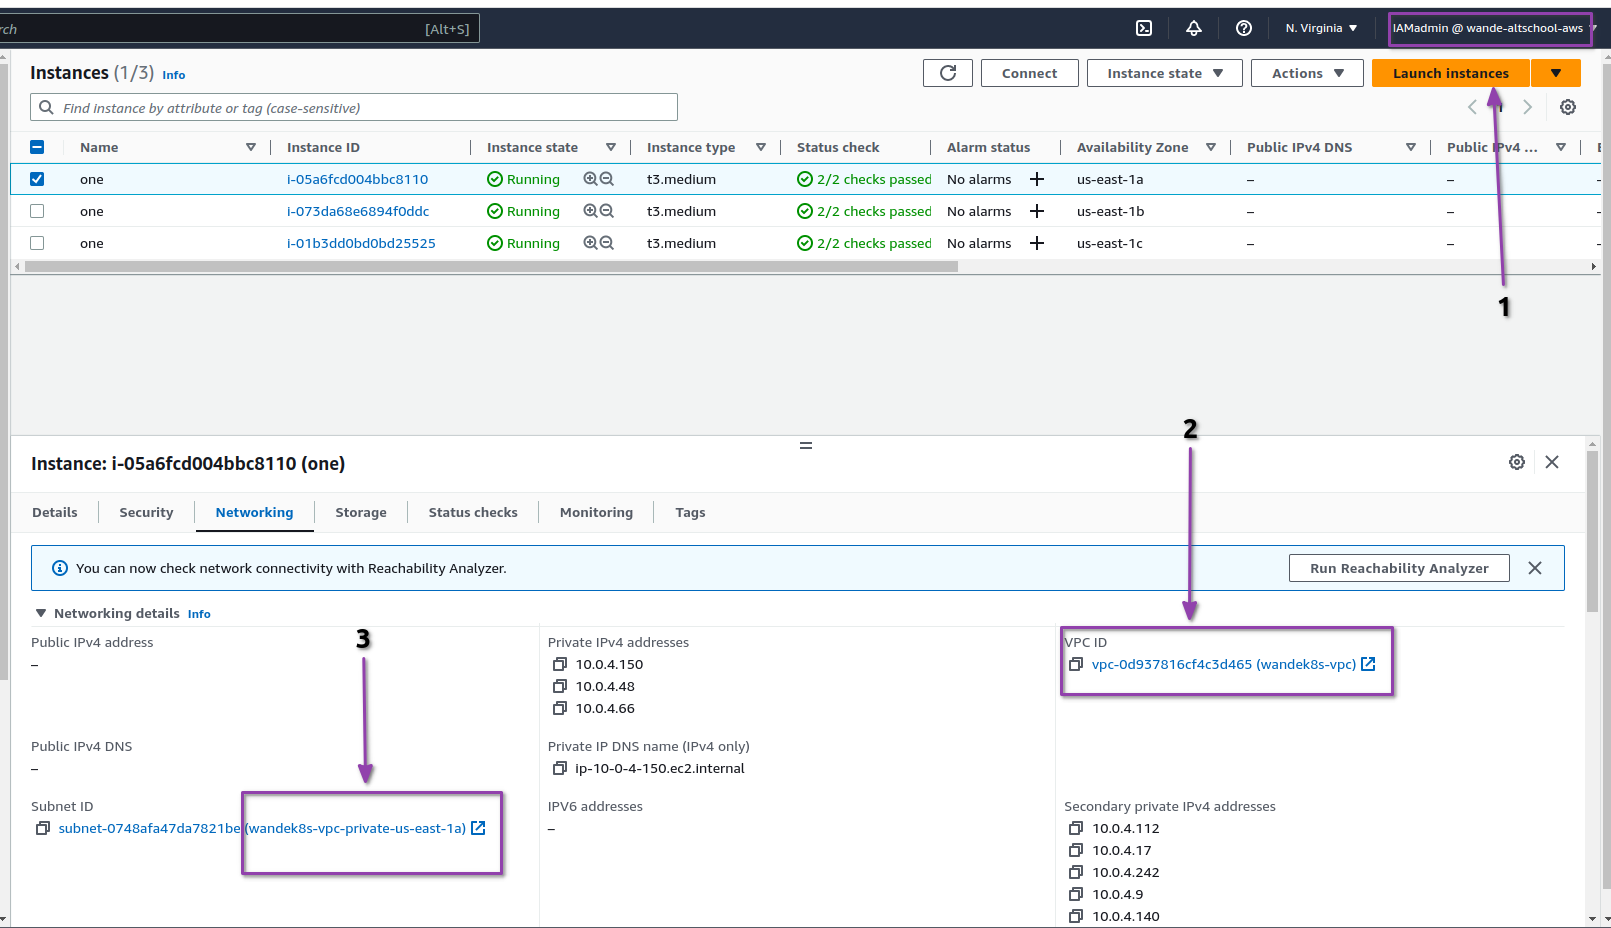 rch [Alt+S] N. Virginia IAMadmin @ wande-altschool-aws
Instances (1/3) Info Connect Instance state Actions Launch instances
Find instance by attribute or tag (case-sensitive)
Name Instance ID Instance state Instance type Status check Alarm status Availability Zone Public IPv4 DNS Public IPv4 ...
one i-05a6fcd004bbc8110 Running t3.medium 2/2 checks passed No alarms + us-east-1a – –
one i-073da68e6894f0ddc Running t3.medium 2/2 checks passed No alarms + us-east-1b – –
one i-01b3dd0bd0bd25525 Running t3.medium 2/2 checks passed No alarms + us-east-1c – –
1
2
Instance: i-05a6fcd004bbc8110 (one)
Details Security Networking Storage Status checks Monitoring Tags
You can now check network connectivity with Reachability Analyzer. Run Reachability Analyzer
Networking details Info
3
Public IPv4 address
–
Private IPv4 addresses
10.0.4.150
10.0.4.48
10.0.4.66
VPC ID
vpc-0d937816cf4c3d465 (wandek8s-vpc)
Public IPv4 DNS
–
Private IP DNS name (IPv4 only)
ip-10-0-4-150.ec2.internal
Subnet ID
subnet-0748afa47da7821be (wandek8s-vpc-private-us-east-1a)
IPV6 addresses
–
Secondary private IPv4 addresses
10.0.4.112
10.0.4.17
10.0.4.242
10.0.4.9
10.0.4.140